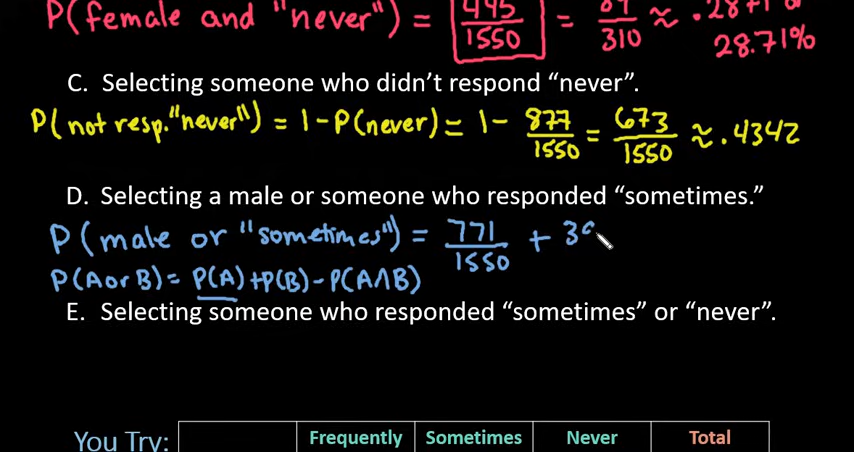 P(female and "never") = 445/1550 = 89/310 ≈ .2871 or
28.71%
C. Selecting someone who didn't respond "never".
P(not resp. "never") = 1 - P(never) = 1 - 877/1550 = 673/1550 ≈ .4342
D. Selecting a male or someone who responded "sometimes."
P(male or "sometimes") = 771/1550 + 39
P(A or B) = P(A) + P(B) - P(A∧B)
E. Selecting someone who responded "sometimes" or "never".
You Try: Frequently Sometimes Never Total